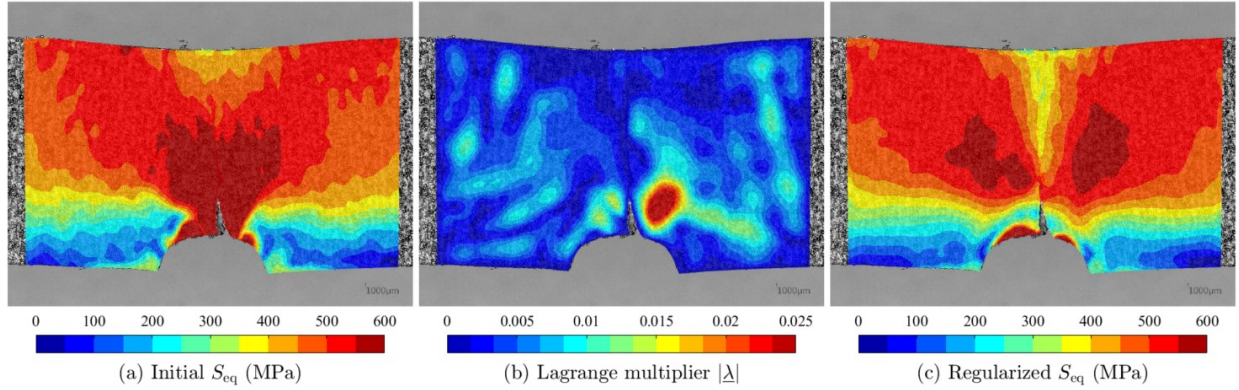 1000µm
1000µm
1000µm
0 100 200 300 400 500 600
0 0.005 0.01 0.015 0.02 0.025
0 100 200 300 400 500 600
(a) Initial S_eq (MPa)
(b) Lagrange multiplier |λ|
(c) Regularized S_eq (MPa)